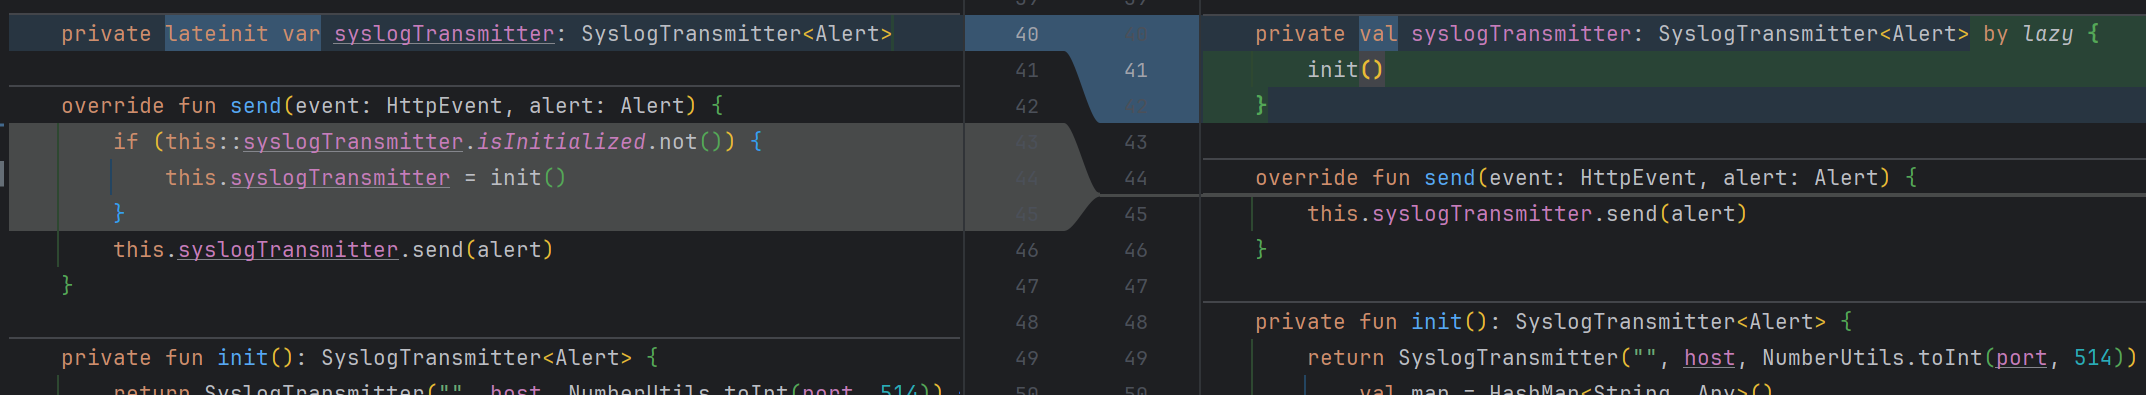 private lateinit var syslogTransmitter: SyslogTransmitter<Alert>
override fun send(event: HttpEvent, alert: Alert) {
if (this::syslogTransmitter.isInitialized.not()) {
this.syslogTransmitter = init()
}
this.syslogTransmitter.send(alert)
}
private fun init(): SyslogTransmitter<Alert> {
return SyslogTransmitter("", host, NumberUtils.toInt(port, 514))
40
41 41
42
43 43
44 44
45 45
46 46
47 47
48 48
49 49
50 50
private val syslogTransmitter: SyslogTransmitter<Alert> by lazy {
init()
}
override fun send(event: HttpEvent, alert: Alert) {
this.syslogTransmitter.send(alert)
}
private fun init(): SyslogTransmitter<Alert> {
return SyslogTransmitter("", host, NumberUtils.toInt(port, 514))
val map = HashMap<String, Any>()